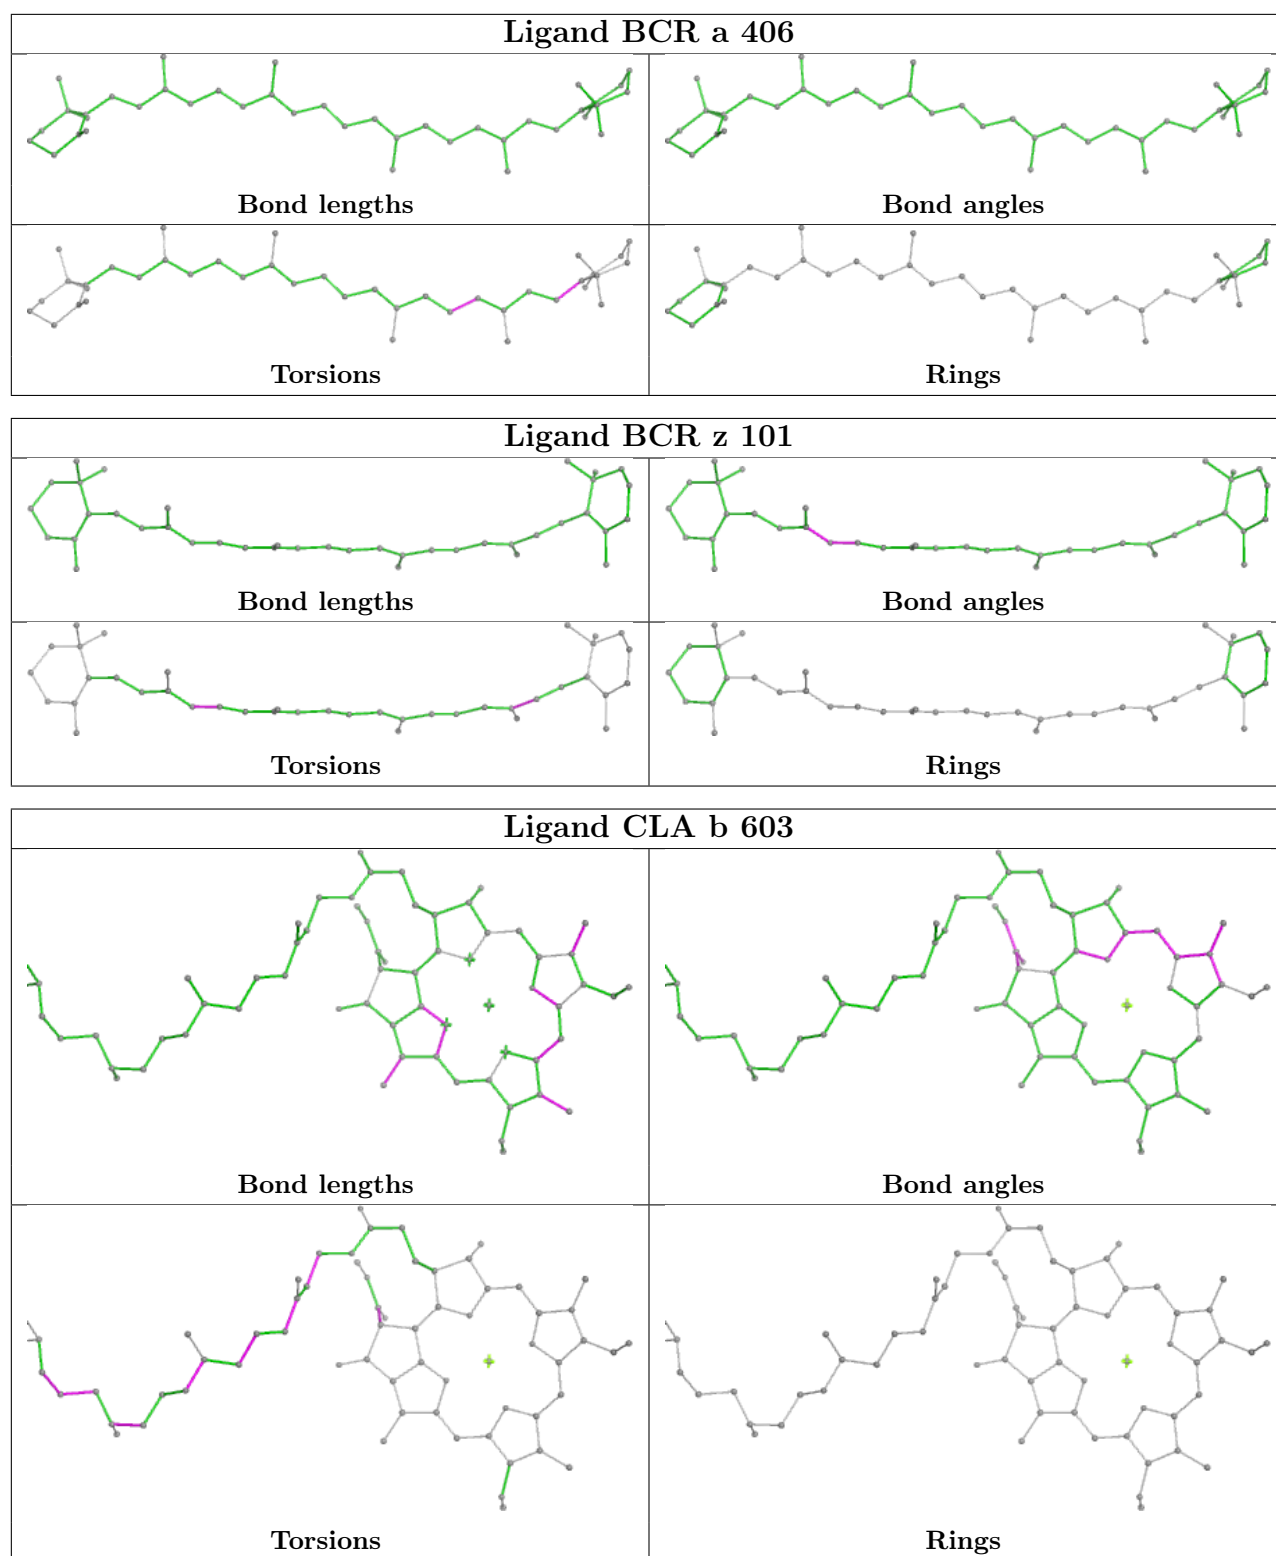 Ligand BCR a 406
Bond lengths
Bond angles
Torsions
Rings
Ligand BCR z 101
Bond lengths
Bond angles
Torsions
Rings
Ligand CLA b 603
Bond lengths
Bond angles
Torsions
Rings